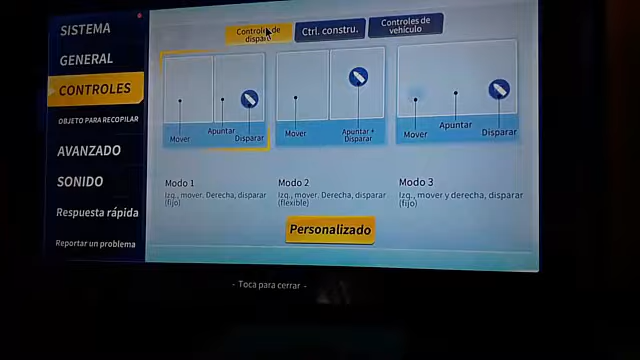 SISTEMA
GENERAL
CONTROLES
OBJETO PARA RECOPILAR
AVANZADO
SONIDO
Respuesta rápida
Reportar un problema
Controles de
disparo
Ctrl. constru.
Controles de
vehículo
Mover
Apuntar
Disparar
Mover
Apuntar +
Disparar
Mover
Apuntar
Disparar
Modo 1
Izq., mover. Derecha, disparar
(fijo)
Modo 2
Izq., mover. Derecha, disparar
(flexible)
Modo 3
Izq., mover y derecha, disparar
(fijo)
Personalizado
- Toca para cerrar -